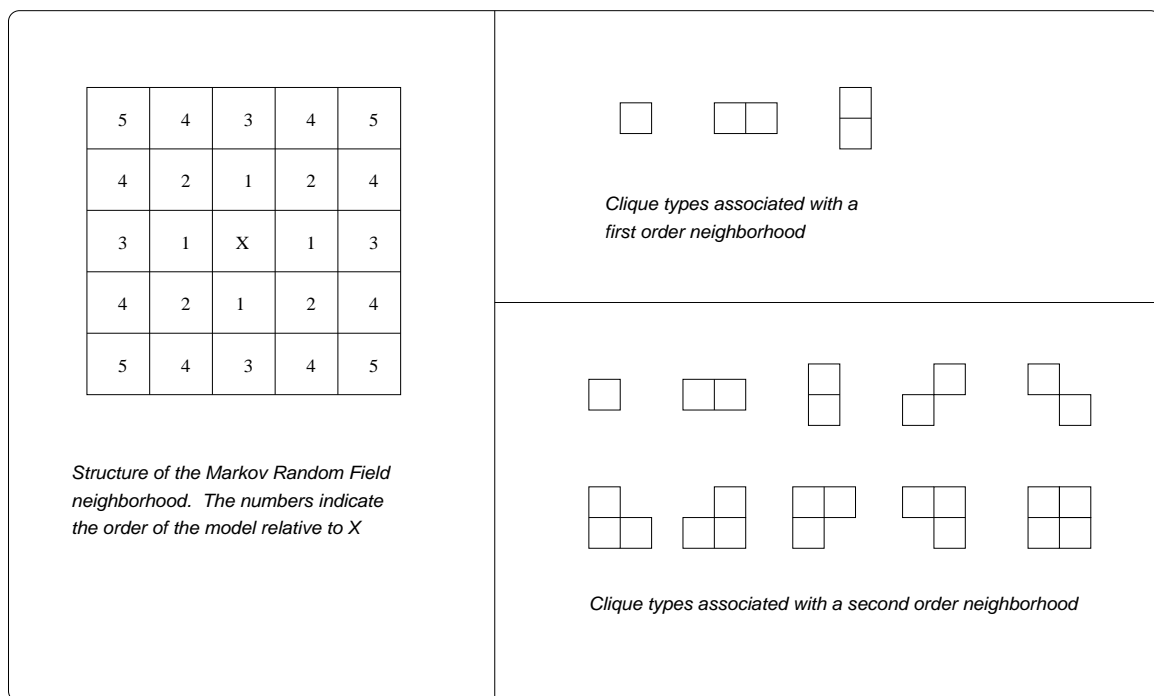 5 4 3 4 5
4 2 1 2 4
3 1 X 1 3
4 2 1 2 4
5 4 3 4 5
Structure of the Markov Random Field
neighborhood. The numbers indicate
the order of the model relative to X
Clique types associated with a
first order neighborhood
Clique types associated with a second order neighborhood